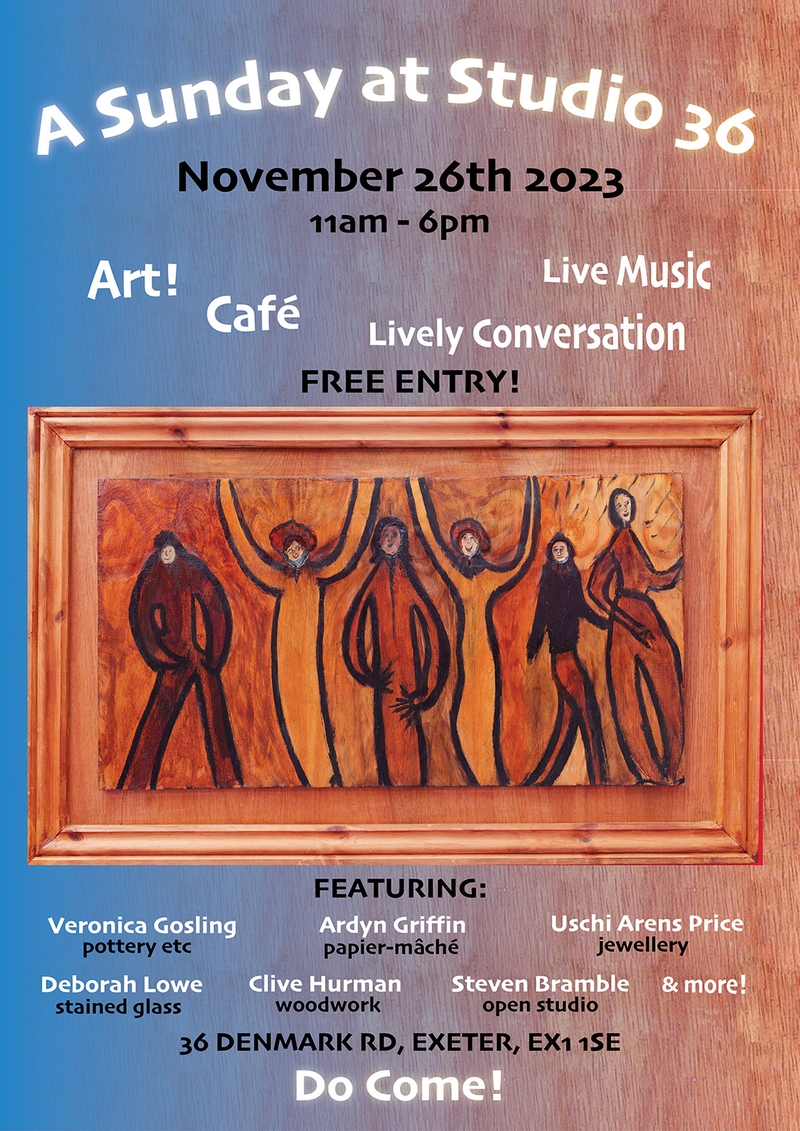 A Sunday at Studio 36
November 26th 2023
11am - 6pm
Art!
Live Music
Café
Lively Conversation
FREE ENTRY!
FEATURING:
Veronica Gosling
pottery etc
Ardyn Griffin
papier-mâché
Uschi Arens Price
jewellery
Deborah Lowe
stained glass
Clive Hurman
woodwork
Steven Bramble
open studio
& more!
36 DENMARK RD, EXETER, EX1 1SE
Do Come!